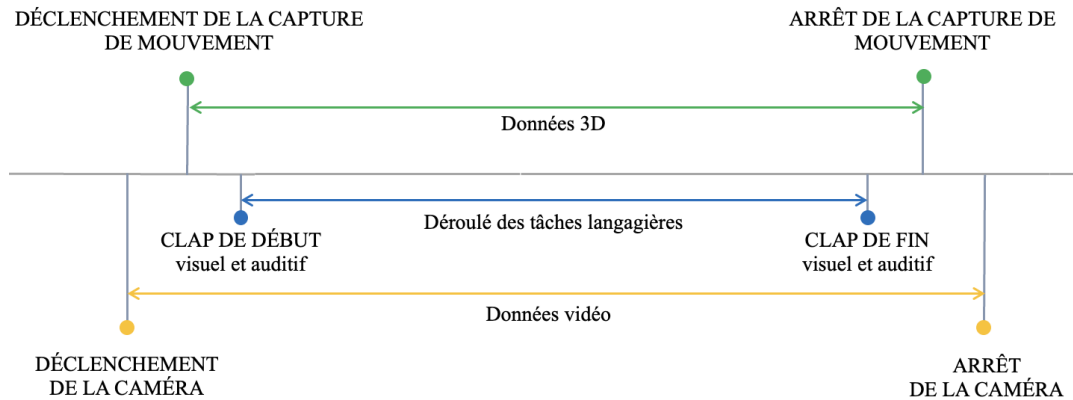 DÉCLENCHEMENT DE LA CAPTURE
DE MOUVEMENT
ARRÊT DE LA CAPTURE DE
MOUVEMENT
Données 3D
Déroulé des tâches langagières
CLAP DE DÉBUT
visuel et auditif
CLAP DE FIN
visuel et auditif
Données vidéo
DÉCLENCHEMENT
DE LA CAMÉRA
ARRÊT
DE LA CAMÉRA